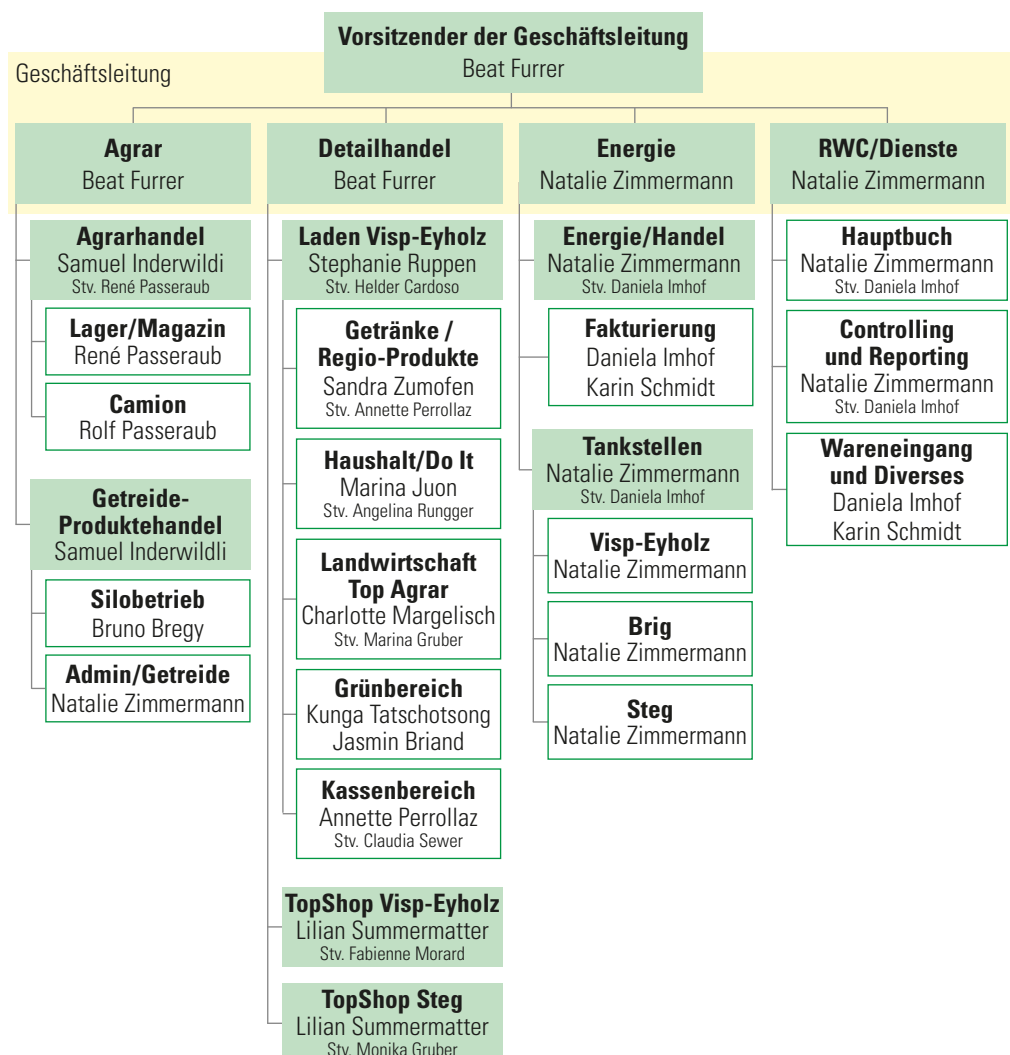 Vorsitzender der Geschäftsleitung
Beat Furrer
Geschäftsleitung
Agrar
Beat Furrer
Agrarhandel
Samuel Inderwildi
Stv. René Passeraub
Lager/Magazin
René Passeraub
Camion
Rolf Passeraub
Getreide-
Produktehandel
Samuel Inderwildli
Silobetrieb
Bruno Bregy
Admin/Getreide
Natalie Zimmermann
Detailhandel
Beat Furrer
Laden Visp-Eyholz
Stephanie Ruppen
Stv. Helder Cardoso
Getränke /
Regio-Produkte
Sandra Zumofen
Stv. Annette Perrollaz
Haushalt/Do It
Marina Juon
Stv. Angelina Rungger
Landwirtschaft
Top Agrar
Charlotte Margelisch
Stv. Marina Gruber
Grünbereich
Kunga Tatschotsong
Jasmin Briand
Kassenbereich
Annette Perrollaz
Stv. Claudia Sewer
TopShop Visp-Eyholz
Lilian Summermatter
Stv. Fabienne Morard
TopShop Steg
Lilian Summermatter
Stv. Monika Gruber
Energie
Natalie Zimmermann
Energie/Handel
Natalie Zimmermann
Stv. Daniela Imhof
Fakturierung
Daniela Imhof
Karin Schmidt
Tankstellen
Natalie Zimmermann
Stv. Daniela Imhof
Visp-Eyholz
Natalie Zimmermann
Brig
Natalie Zimmermann
Steg
Natalie Zimmermann
RWC/Dienste
Natalie Zimmermann
Hauptbuch
Natalie Zimmermann
Stv. Daniela Imhof
Controlling
und Reporting
Natalie Zimmermann
Stv. Daniela Imhof
Wareneingang
und Diverses
Daniela Imhof
Karin Schmidt